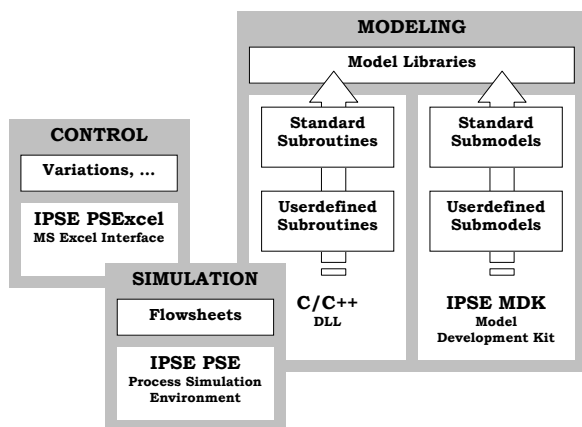 MODELING
Model Libraries
Standard
Subroutines
Standard
Submodels
Userdefined
Subroutines
Userdefined
Submodels
C/C++
DLL
IPSE MDK
Model
Development Kit
CONTROL
Variations, ...
IPSE PSExcel
MS Excel Interface
SIMULATION
Flowsheets
IPSE PSE
Process Simulation
Environment